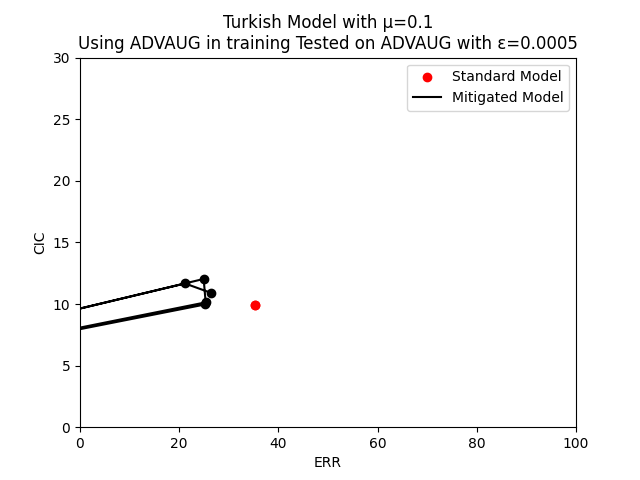 Turkish Model with μ=0.1
Using ADVAUG in training Tested on ADVAUG with ε=0.0005
Standard Model
Mitigated Model
30
25
20
15
10
5
0
CIC
0 20 40 60 80 100
ERR